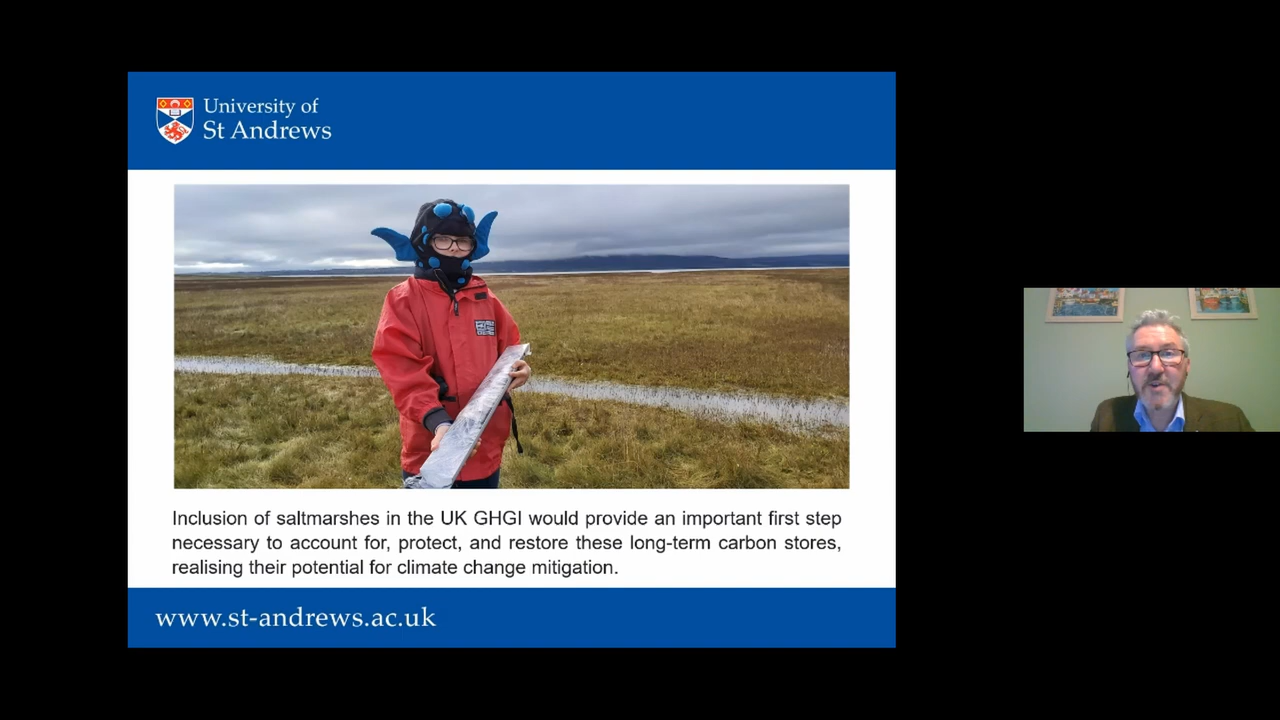 University of
St Andrews
Inclusion of saltmarshes in the UK GHGI would provide an important first step
necessary to account for, protect, and restore these long-term carbon stores,
realising their potential for climate change mitigation.
www.st-andrews.ac.uk